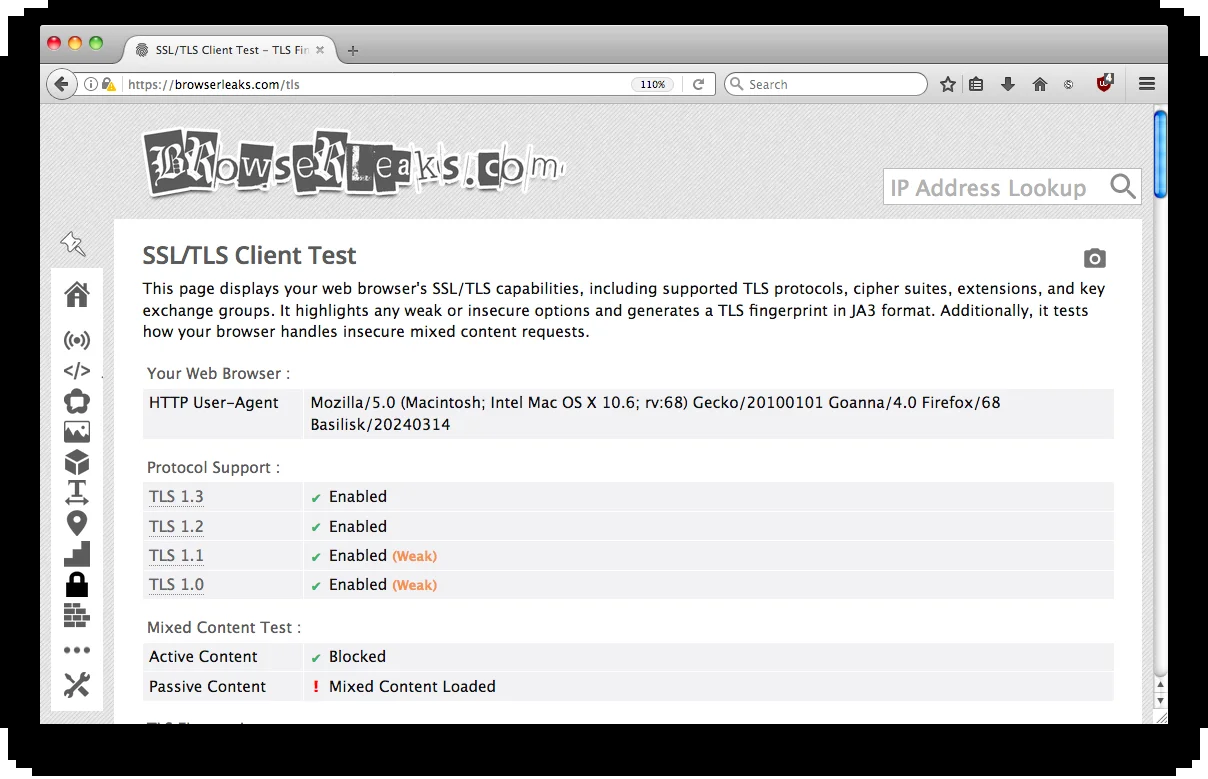 SSL/TLS Client Test – TLS Fin
https://browserleaks.com/tls
110%
Search
BROwseRLeaks.com
IP Address Lookup
SSL/TLS Client Test
This page displays your web browser's SSL/TLS capabilities, including supported TLS protocols, cipher suites, extensions, and key
exchange groups. It highlights any weak or insecure options and generates a TLS fingerprint in JA3 format. Additionally, it tests
how your browser handles insecure mixed content requests.
Your Web Browser :
HTTP User-Agent Mozilla/5.0 (Macintosh; Intel Mac OS X 10.6; rv:68) Gecko/20100101 Goanna/4.0 Firefox/68
Basilisk/20240314
Protocol Support :
TLS 1.3 ✔ Enabled
TLS 1.2 ✔ Enabled
TLS 1.1 ✔ Enabled (Weak)
TLS 1.0 ✔ Enabled (Weak)
Mixed Content Test :
Active Content ✔ Blocked
Passive Content ! Mixed Content Loaded